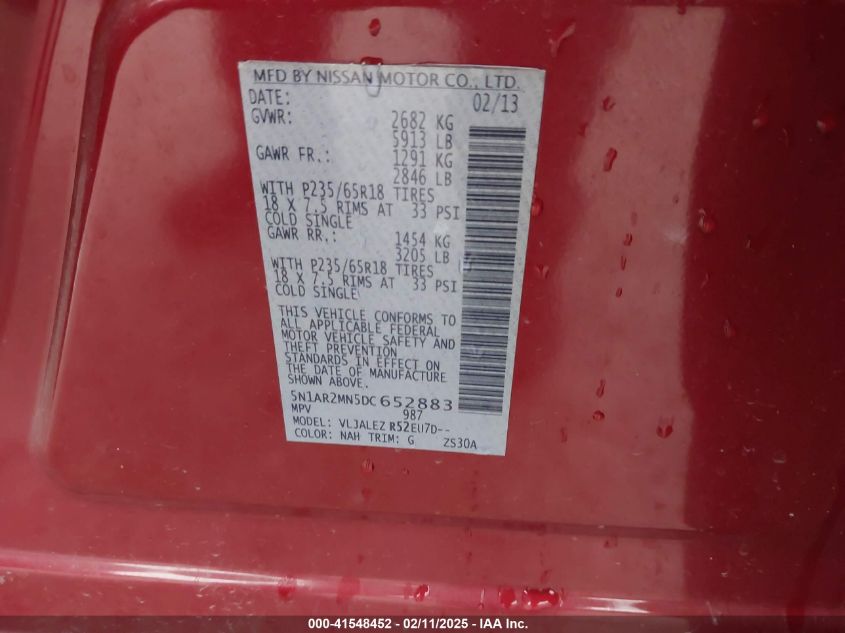 MFD BY NISSAN MOTOR CO., LTD.
DATE: 02/13
GVWR: 2682 KG
5913 LB
GAWR FR.: 1291 KG
2846 LB
WITH P235/65R18 TIRES
18 X 7.5 RIMS AT 33 PSI
COLD SINGLE
GAWR RR.: 1454 KG
3205 LB
WITH P235/65R18 TIRES
18 X 7.5 RIMS AT 33 PSI
COLD SINGLE
THIS VEHICLE CONFORMS TO
ALL APPLICABLE FEDERAL
MOTOR VEHICLE SAFETY AND
THEFT PREVENTION
STANDARDS IN EFFECT ON
THE DATE OF MANUFACTURE
SHOWN ABOVE.
5N1AR2MN5DC652883
MPV 987
MODEL: VL3ALEZ R52EU7D--
COLOR: NAH TRIM: G ZS30A
000-41548452 - 02/11/2025 - IAA Inc.